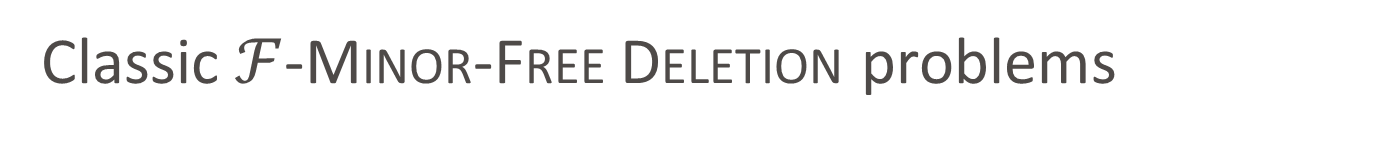 Classic ℱ-MINOR-FREE DELETION problems